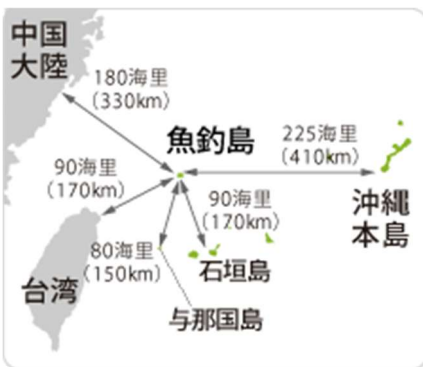 中国
大陸
180海里
（330km）
魚釣島
225海里
（410km）
90海里
（170km）
90海里
（170km）
沖縄
本島
80海里
（150km）
石垣島
台湾
与那国島